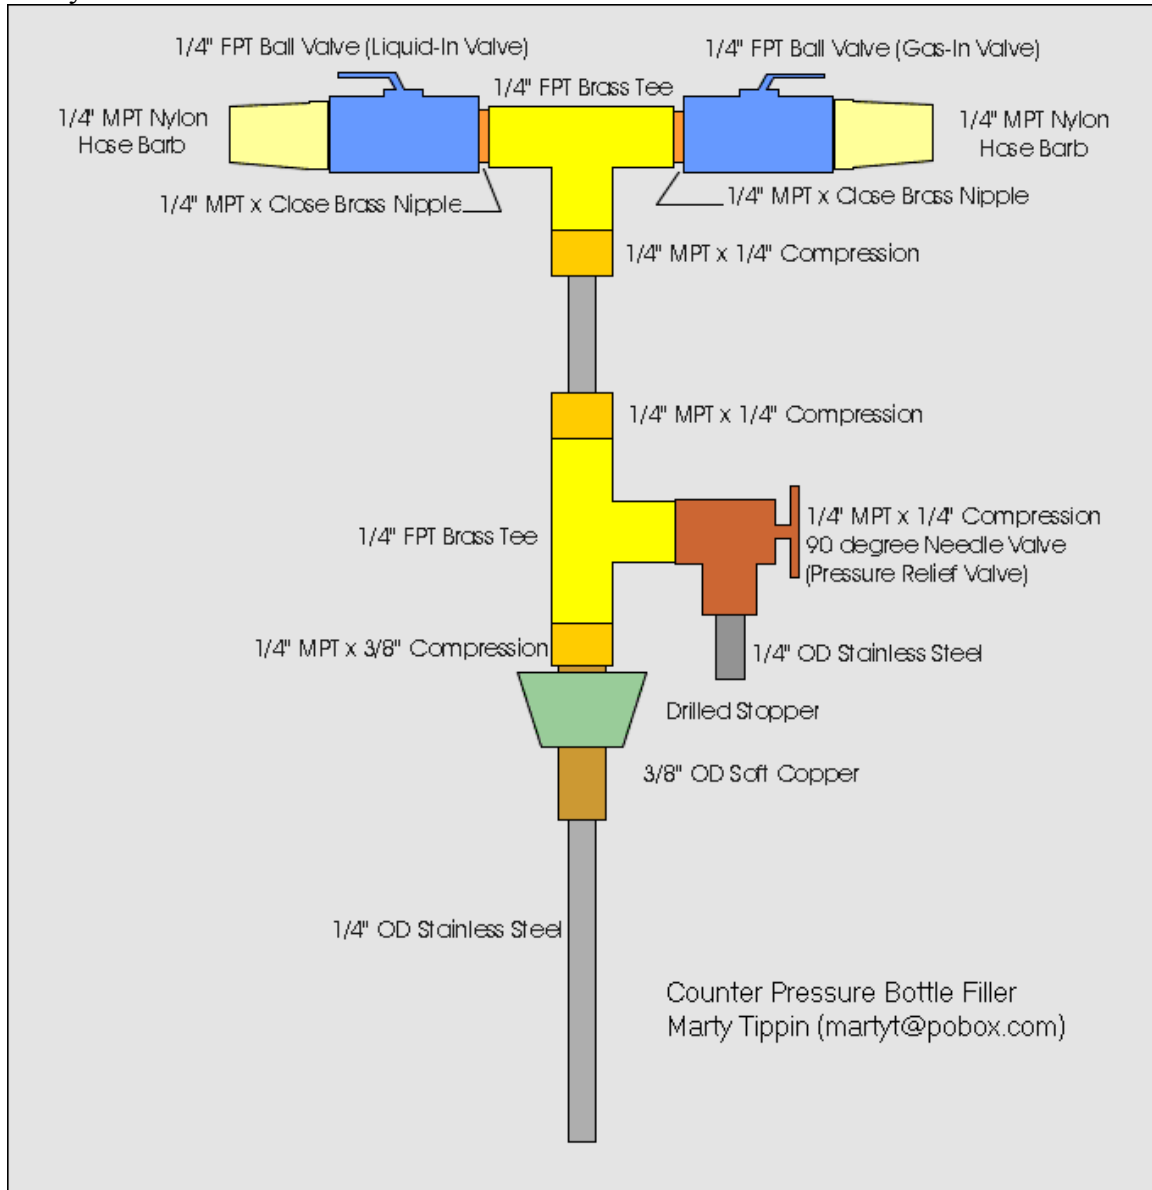 1/4" FPT Ball Valve (Liquid-In Valve)
1/4" FPT Ball Valve (Gas-In Valve)
1/4" FPT Brass Tee
1/4" MPT Nylon
Hose Barb
1/4" MPT Nylon
Hose Barb
1/4" MPT x Close Brass Nipple
1/4" MPT x Close Brass Nipple
1/4" MPT x 1/4" Compression
1/4" MPT x 1/4" Compression
1/4" FPT Brass Tee
1/4" MPT x 1/4" Compression
90 degree Needle Valve
(Pressure Relief Valve)
1/4" MPT x 3/8" Compression
1/4" OD Stainless Steel
Drilled Stopper
3/8" OD Soft Copper
1/4" OD Stainless Steel
Counter Pressure Bottle Filler
Marty Tippin (martyt@pobox.com)